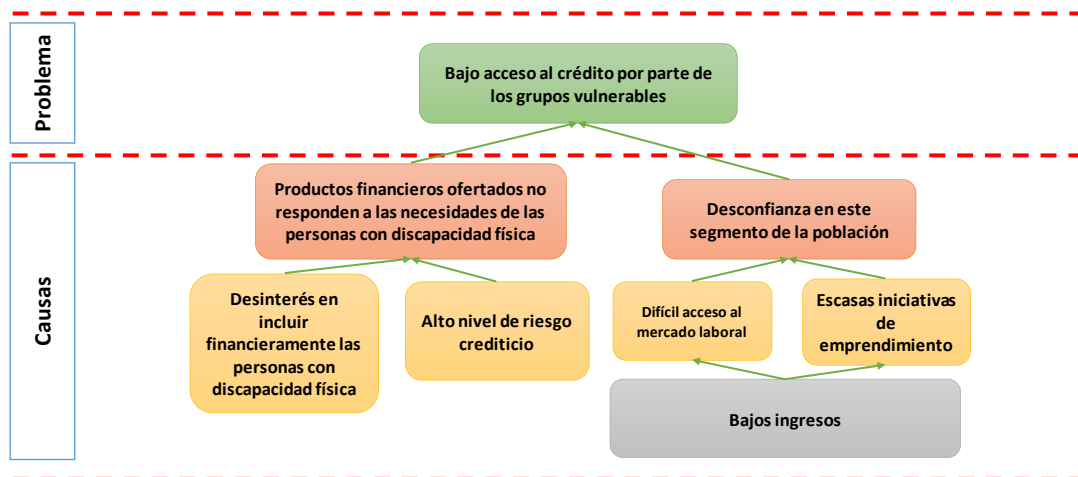 Problema
Bajo acceso al crédito por parte de
los grupos vulnerables
Causas
Productos financieros ofertados no
responden a las necesidades de las
personas con discapacidad física
Desconfianza en este
segmento de la población
Desinterés en
incluir
financieramente las
personas con
discapacidad física
Alto nivel de riesgo
crediticio
Difícil acceso al
mercado laboral
Escasas iniciativas
de
emprendimiento
Bajos ingresos